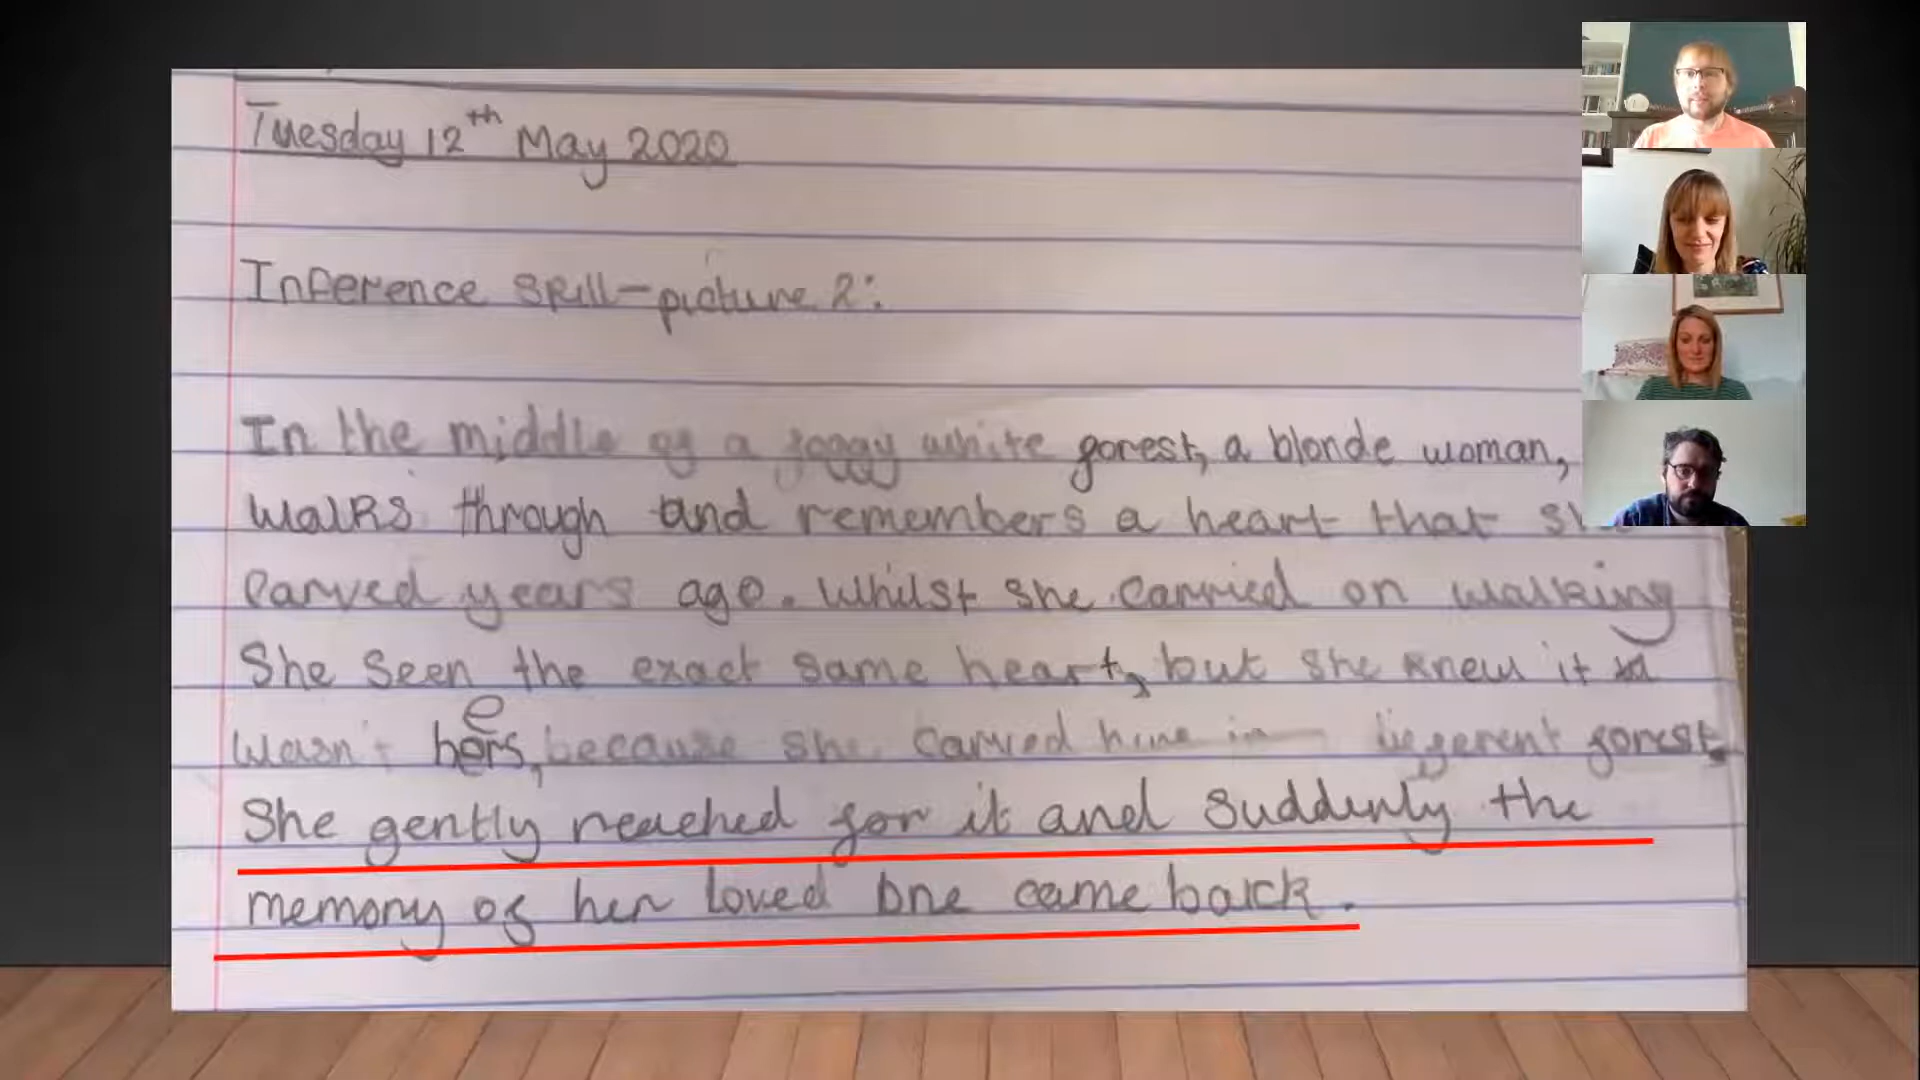 Tuesday 12th May 2020
Inference skill-picture 2:
In the middle of a foggy white forest, a blonde woman,
walks through and remembers a heart that
carved years ago. Whilst she carried on walking
She seen the exact same heart, but she knew it
wasn't hers, because she carved hers in different forest.
She gently reached for it and suddenly the
memory of her loved one came back.